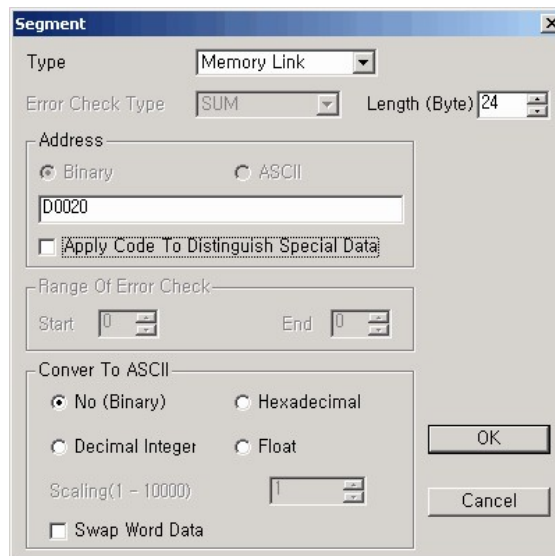 Segment
Type Memory Link
Error Check Type SUM Length (Byte) 24
Address
Binary ASCII
D0020
Apply Code To Distinguish Special Data
Range Of Error Check
Start 0 End 0
Conver To ASCII
No (Binary) Hexadecimal
Decimal Integer Float
OK
Scaling(1 - 10000) 1
Cancel
Swap Word Data